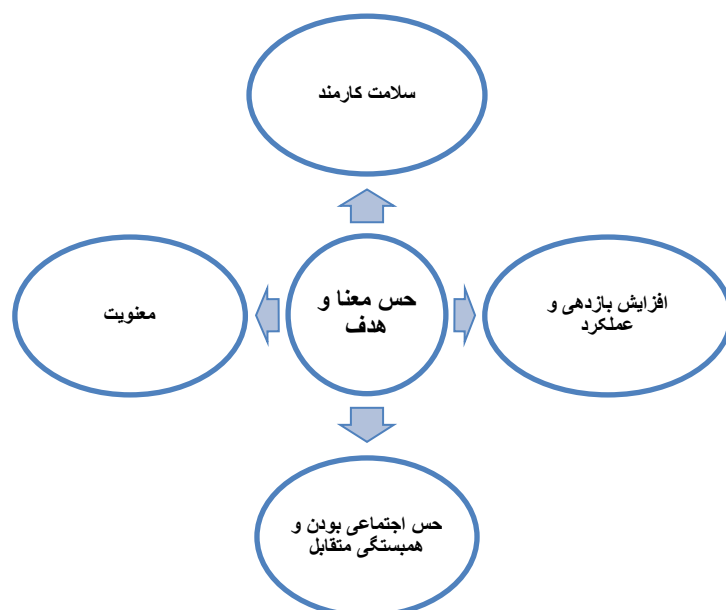 سلامت کارمند
افزایش بازدهی و
عملکرد
حس معنا و
هدف
معنویت
حس اجتماعی بودن و
همبستگی متقابل